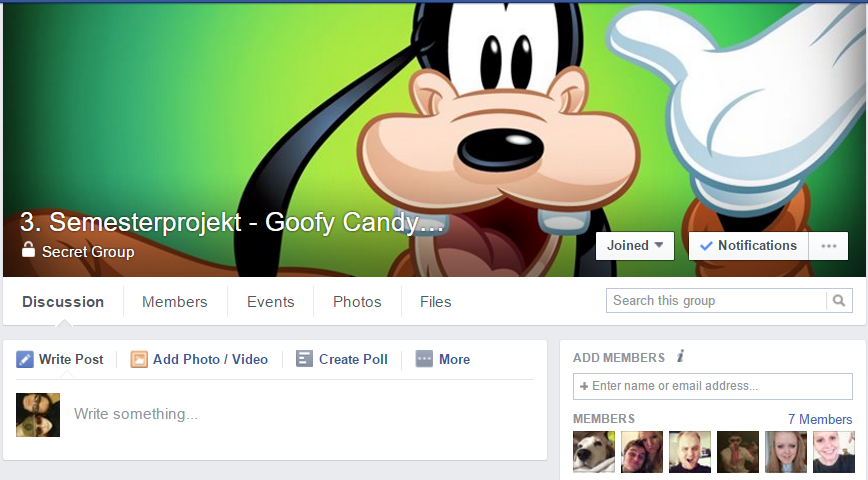 3. Semesterprojekt - Goofy Candy...
Secret Group
Joined
Notifications
Discussion
Members
Events
Photos
Files
Search this group
Write Post
Add Photo / Video
Create Poll
More
Write something...
ADD MEMBERS i
+ Enter name or email address...
MEMBERS
7 Members